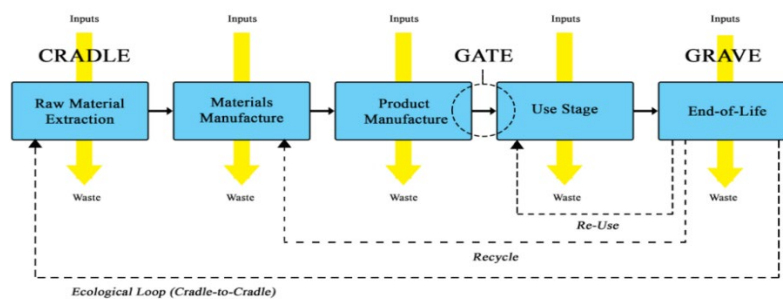 Inputs Inputs Inputs Inputs Inputs
CRADLE GATE GRAVE
Raw Material
Extraction
Materials
Manufacture
Product
Manufacture
Use Stage
End-of-Life
Waste Waste Waste Waste Waste
Re-Use
Recycle
Ecological Loop (Cradle-to-Cradle)